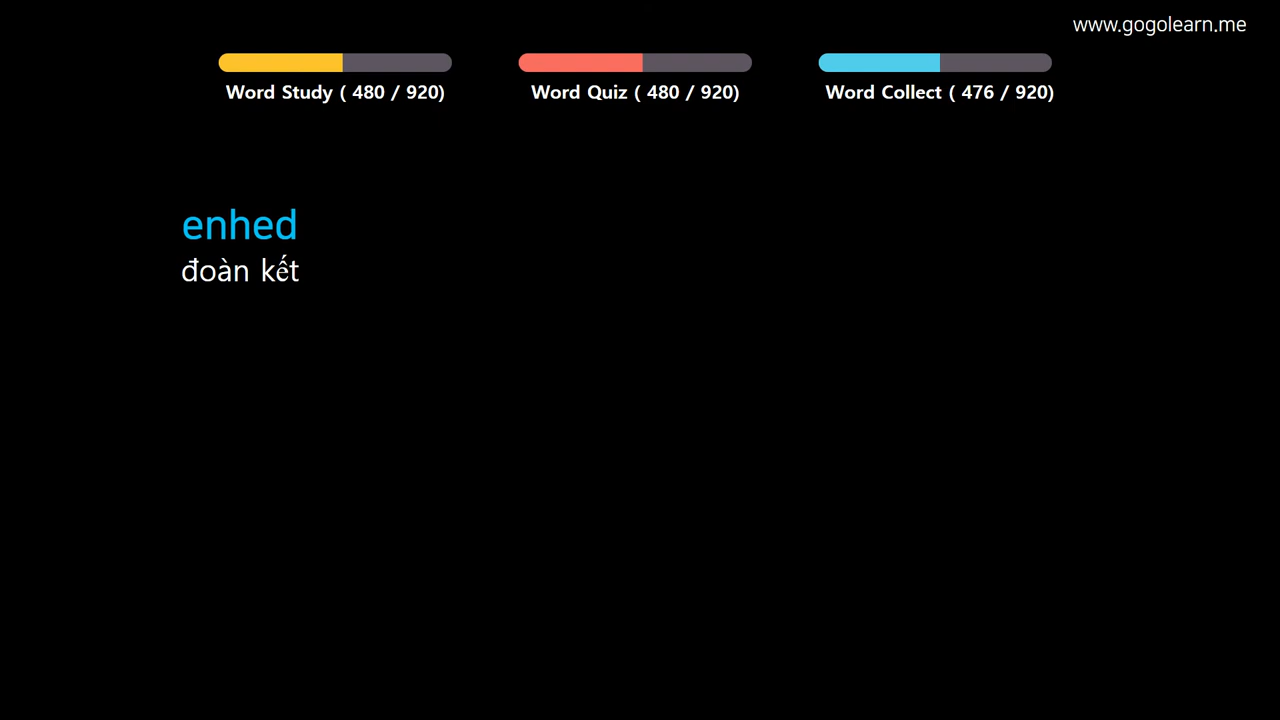 www.gogolearn.me
Word Study ( 480 / 920)
Word Quiz ( 480 / 920)
Word Collect ( 476 / 920)
enhed
đoàn kết